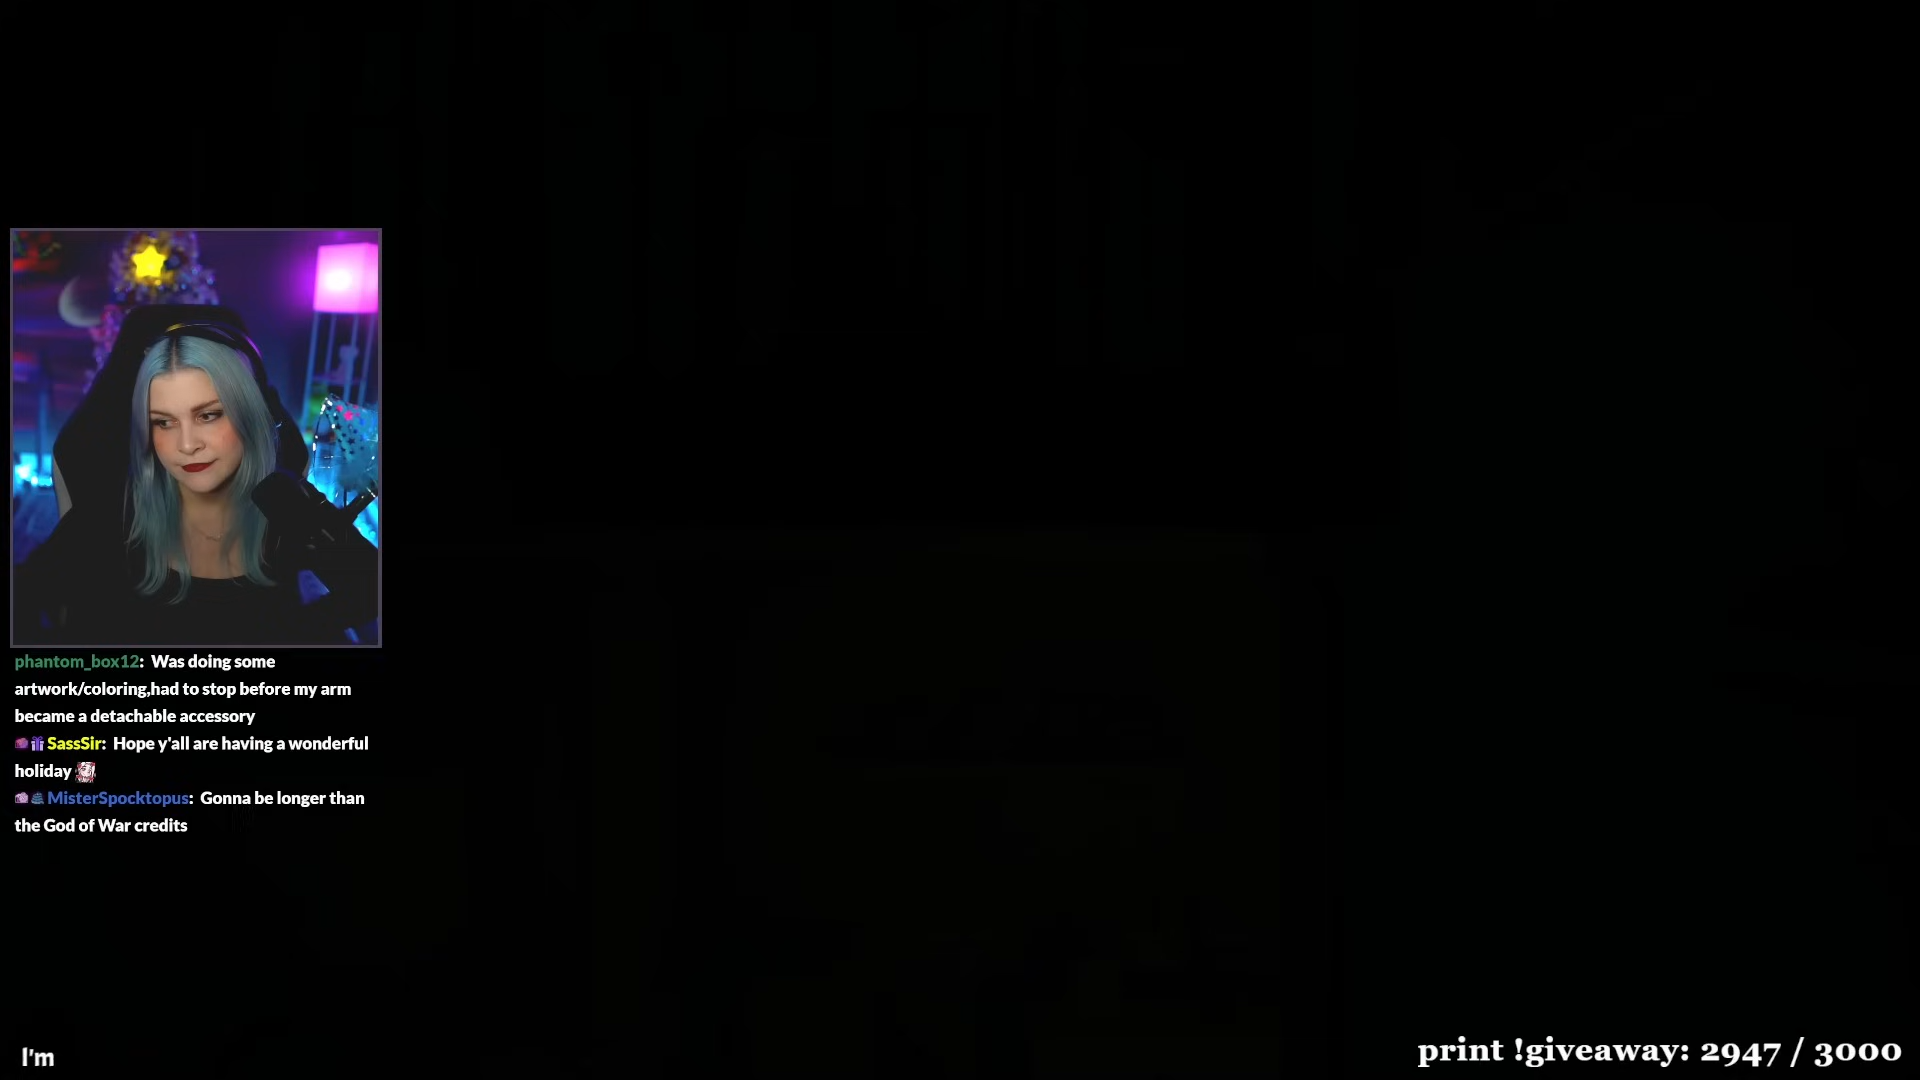 phantom_box12: Was doing some
artwork/coloring,had to stop before my arm
became a detachable accessory
SassSir: Hope y'all are having a wonderful
holiday
MisterSpocktopus: Gonna be longer than
the God of War credits
I'm
print !giveaway: 2947 / 3000